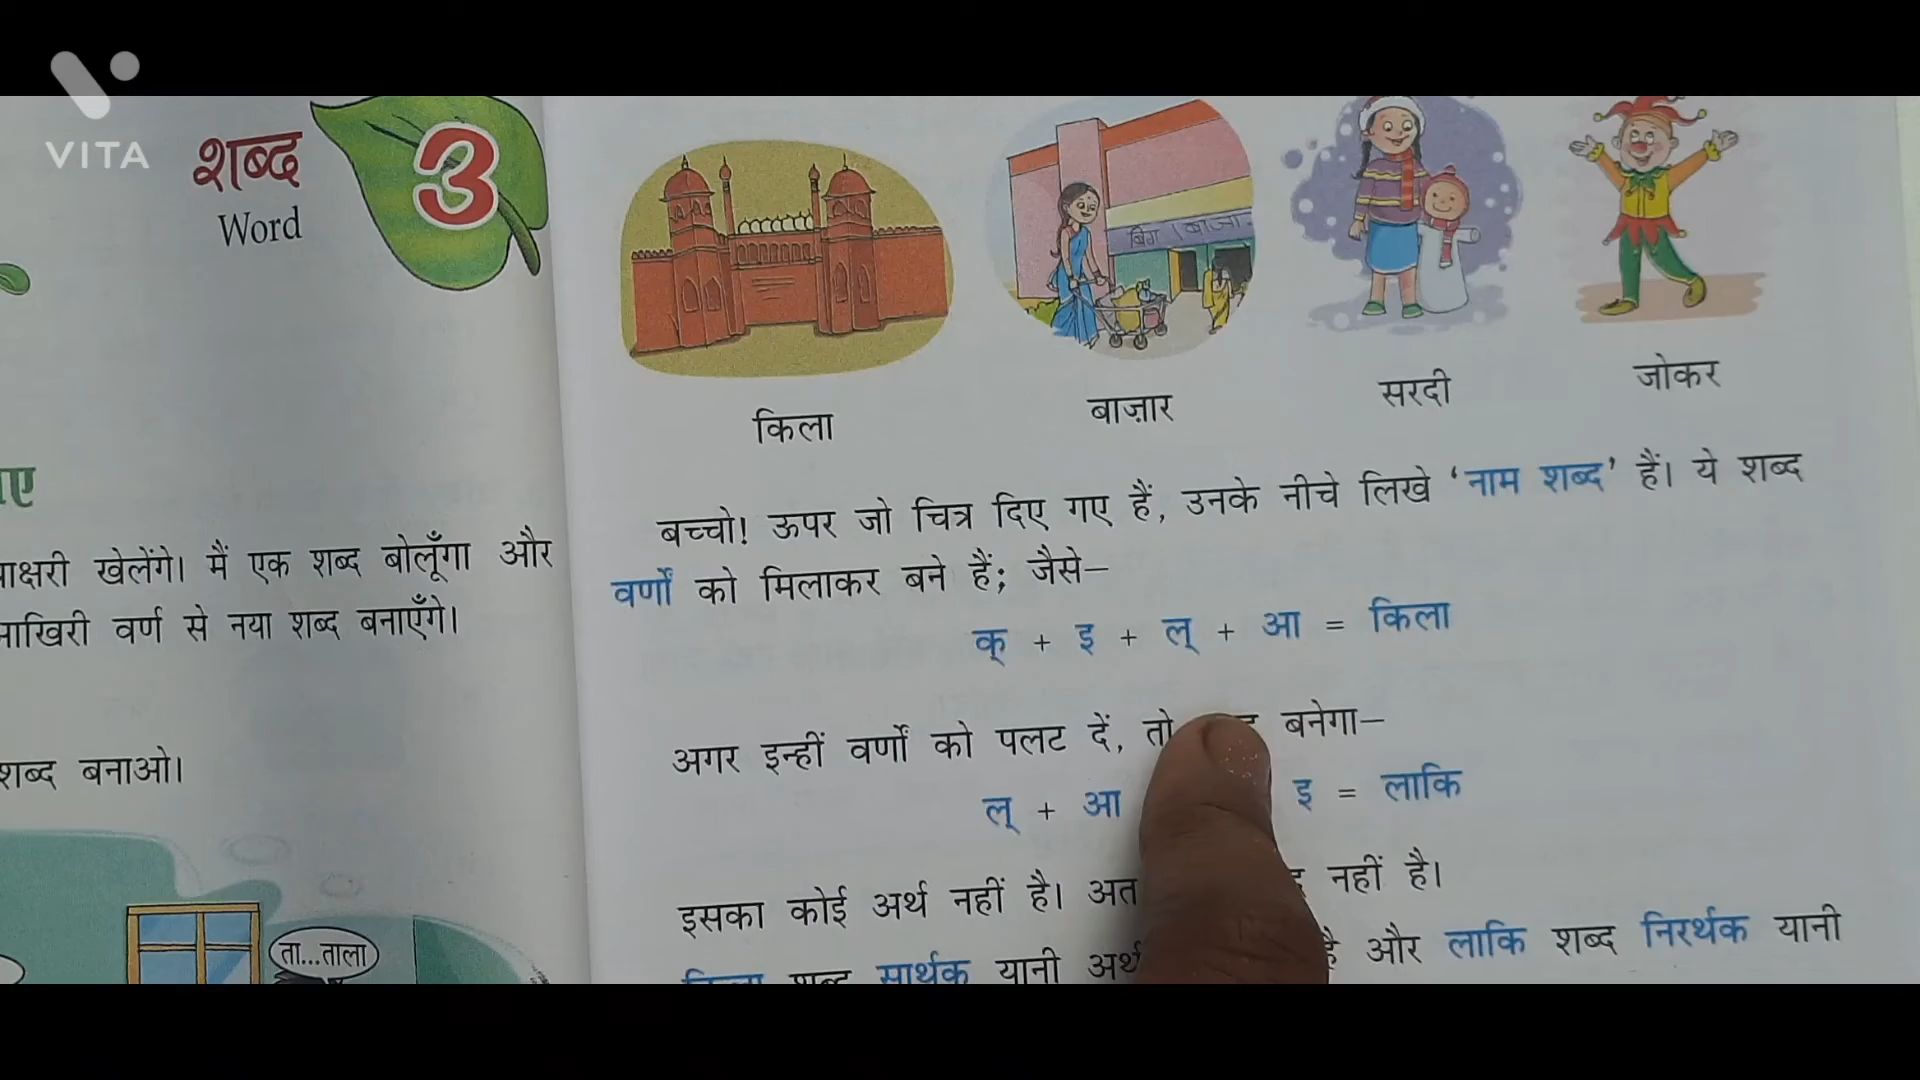 VITA
शब्द
Word
3
ए
क्षरी खेलेंगे। मैं एक शब्द बोलूँगा और
खिरी वर्ण से नया शब्द बनाएँगे।
शब्द बनाओ।
ता...ताला
बिग बाजा
किला
बाज़ार
सरदी
जोकर
बच्चो! ऊपर जो चित्र दिए गए हैं, उनके नीचे लिखे ‘नाम शब्द’ हैं। ये शब्द
वर्णों को मिलाकर बने हैं; जैसे–
क् + इ + ल् + आ = किला
अगर इन्हीं वर्णों को पलट दें, तो बनेगा–
ल् + आ इ = लाकि
इसका कोई अर्थ नहीं है। अत नहीं है।
किला शब्द सार्थक यानी अर्थ है और लाकि शब्द निरर्थक यानी